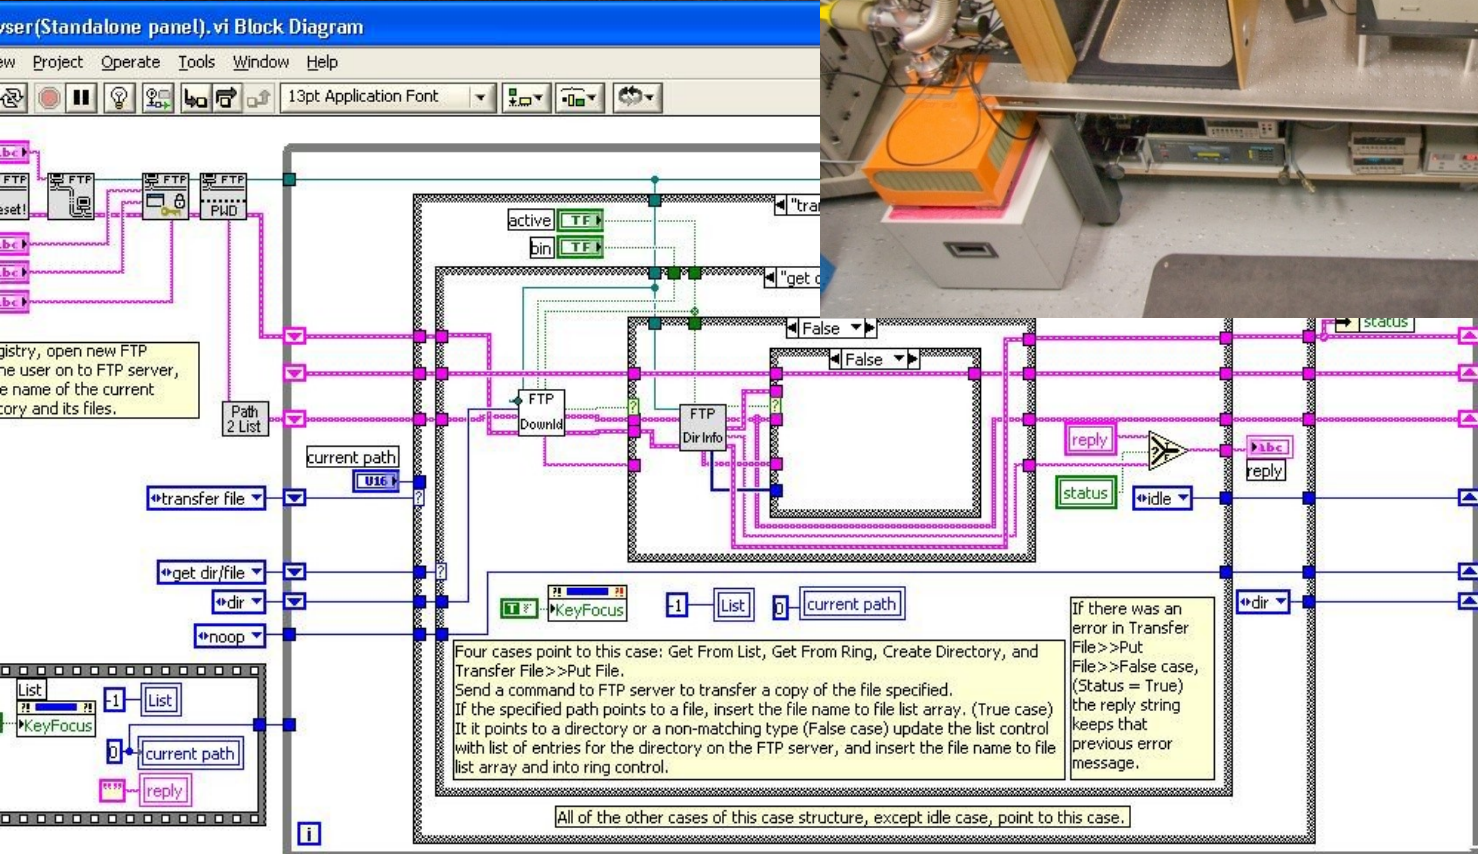 wser(Standalone panel).vi Block Diagram
ew Project Operate Tools Window Help
13pt Application Font
Abc
FTP
FTP
FTP
FTP
eset!
PWD
Abc
Abc
Abc
"tra
active TF
bin TF
"get c
False
status
False
gistry, open new FTP
ne user on to FTP server,
e name of the current
tory and its files.
Path
2 List
FTP
Downld
?
FTP
Dir Info
?
reply
Abc
reply
current path
U16
status
transfer file
?
idle
get dir/file
?
dir
noop
T F
?! ?!
KeyFocus
-1 List
0 current path
dir
If there was an
error in Transfer
File>>Put
File>>False case,
(Status = True)
the reply string
keeps that
previous error
message.
Four cases point to this case: Get From List, Get From Ring, Create Directory, and
Transfer File>>Put File.
Send a command to FTP server to transfer a copy of the file specified.
If the specified path points to a file, insert the file name to file list array. (True case)
It it points to a directory or a non-matching type (False case) update the list control
with list of entries for the directory on the FTP server, and insert the file name to file
list array and into ring control.
List
?! ?!
KeyFocus
-1 List
0 current path
"" reply
All of the other cases of this case structure, except idle case, point to this case.
i